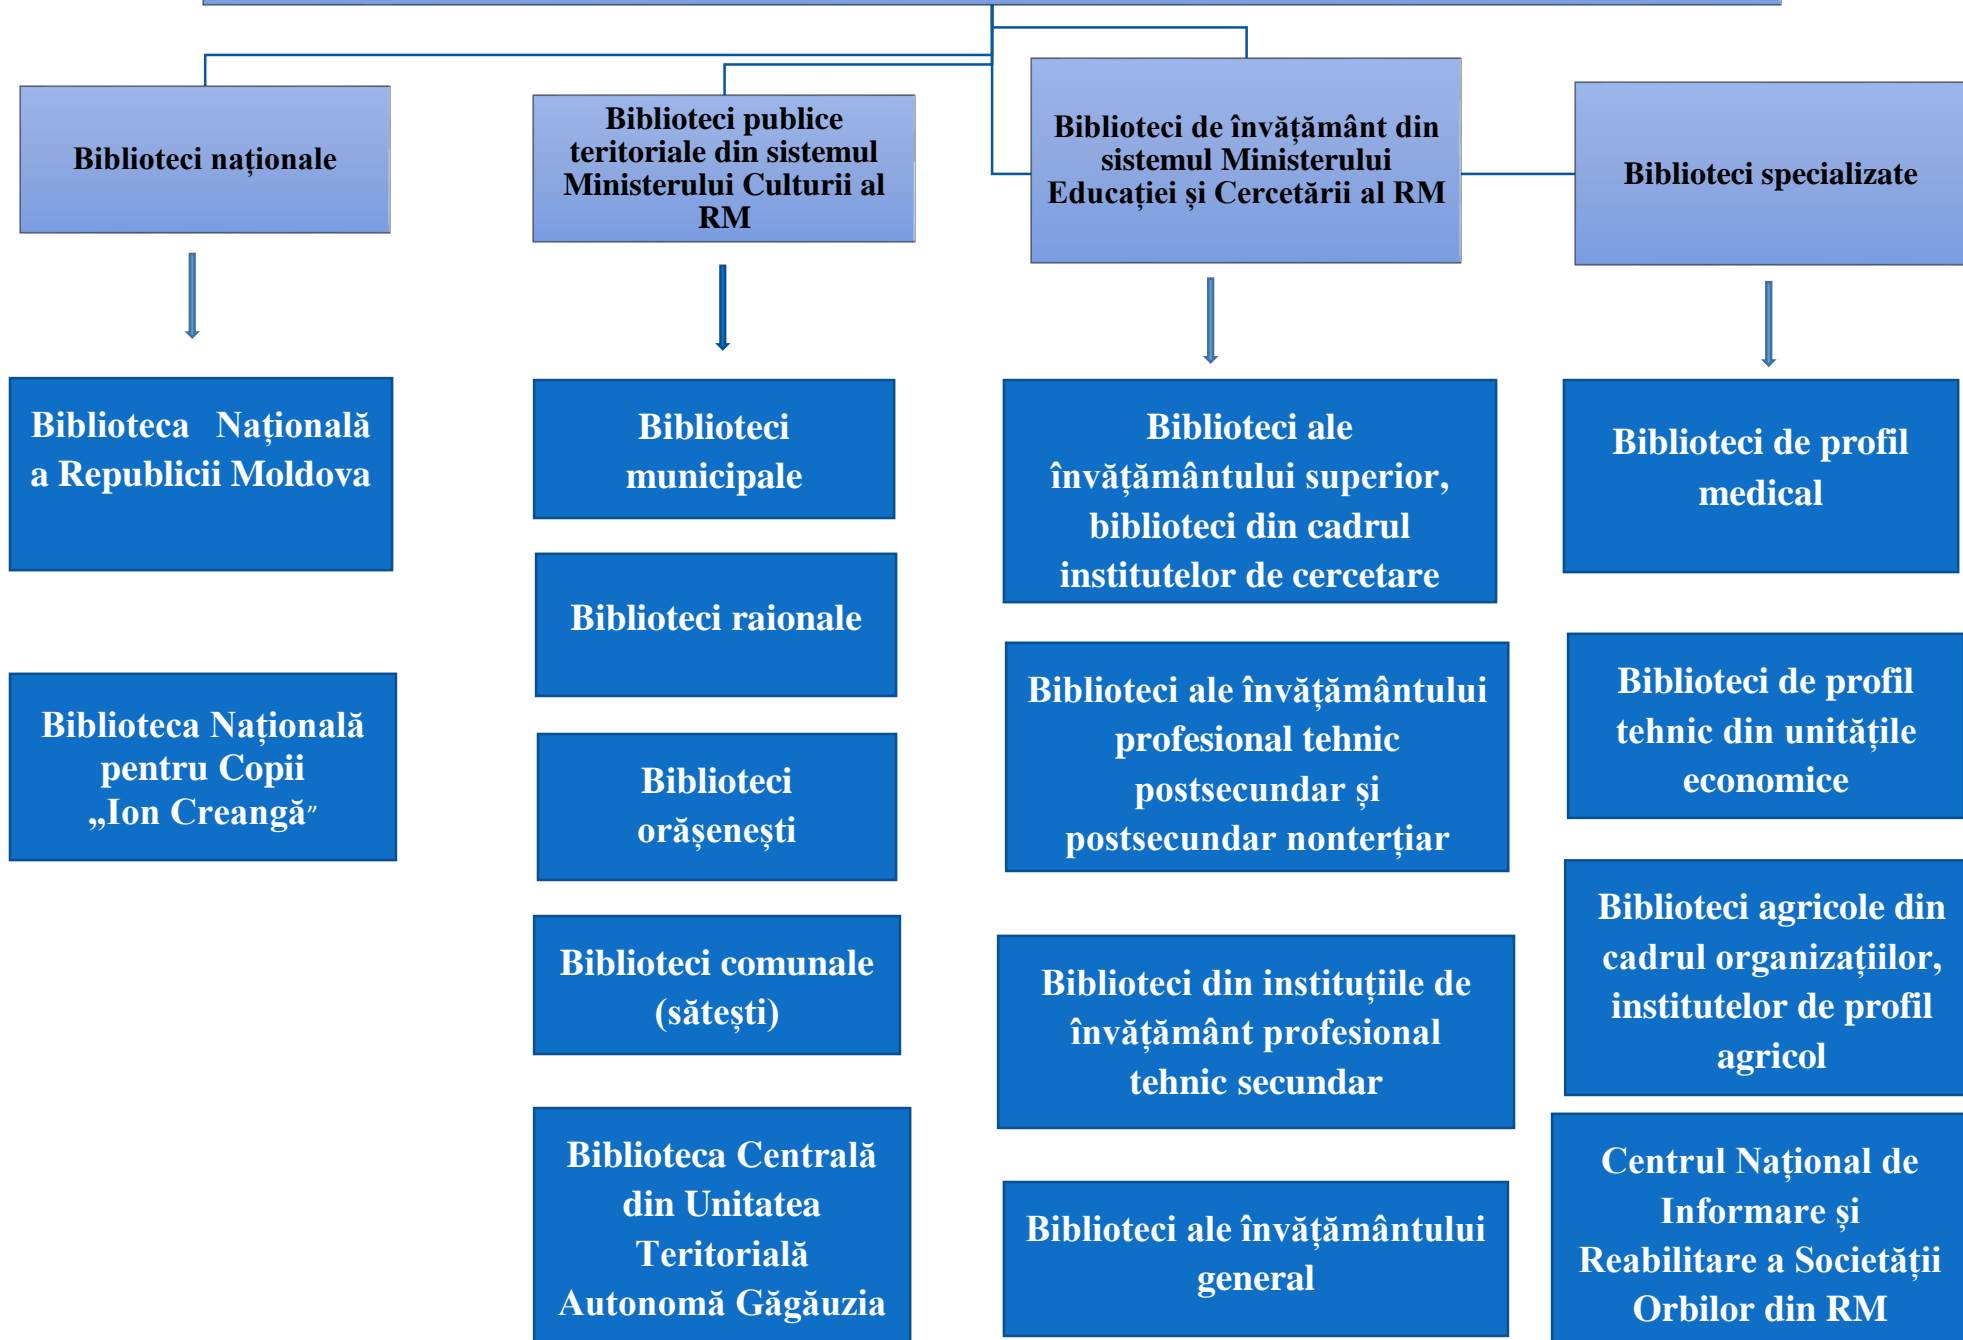 Biblioteci naționale
Biblioteci publice
teritoriale din sistemul
Ministerului Culturii al
RM
Biblioteci de învățământ din
sistemul Ministerului
Educației și Cercetării al RM
Biblioteci specializate
Biblioteca Națională
a Republicii Moldova
Biblioteca Națională
pentru Copii
„Ion Creangă”
Biblioteci
municipale
Biblioteci raionale
Biblioteci
orășenești
Biblioteci comunale
(sătești)
Biblioteca Centrală
din Unitatea
Teritorială
Autonomă Găgăuzia
Biblioteci ale
învățământului superior,
biblioteci din cadrul
institutelor de cercetare
Biblioteci ale învățământului
profesional tehnic
postsecundar și
postsecundar nonterțiar
Biblioteci din instituțiile de
învățământ profesional
tehnic secundar
Biblioteci ale învățământului
general
Biblioteci de profil
medical
Biblioteci de profil
tehnic din unitățile
economice
Biblioteci agricole din
cadrul organizațiilor,
institutelor de profil
agricol
Centrul Național de
Informare și
Reabilitare a Societății
Orbilor din RM